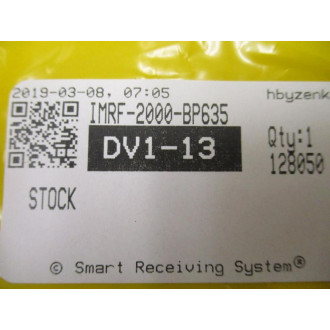 2019-03-08, 07:05 hbyzenk
IMRF-2000-BP635
DV1-13 Qty:1
128050
STOCK
© Smart Receiving System®